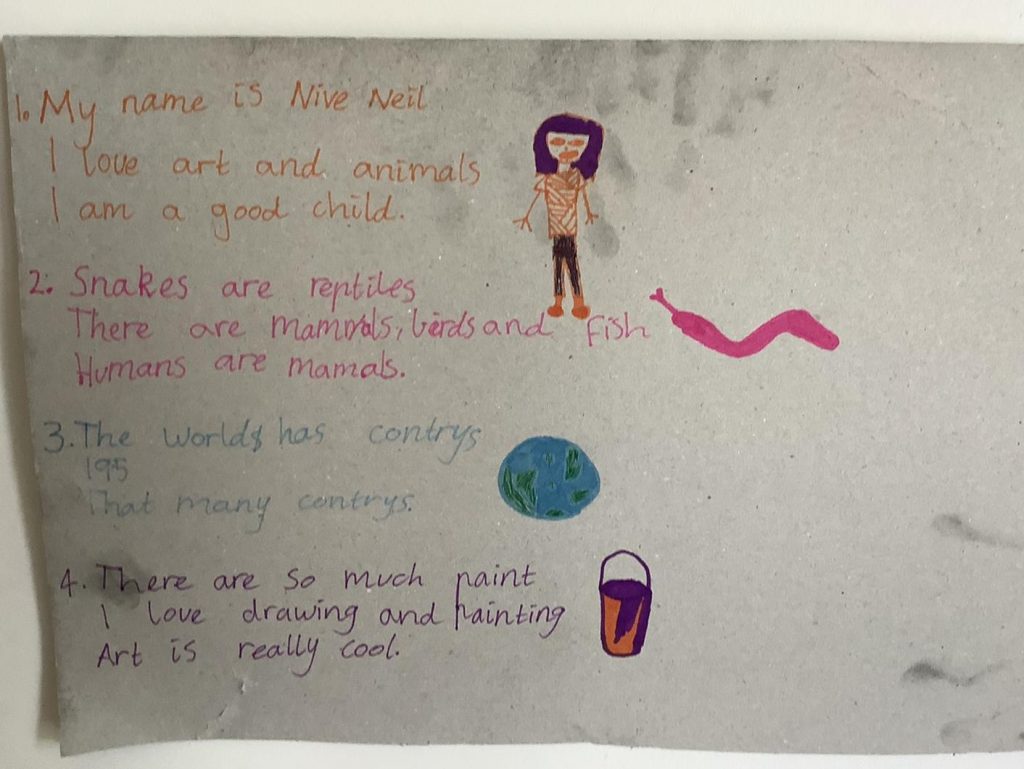 1. My name is Nive Neil
I love art and animals
I am a good child.
2. Snakes are reptiles
There are mammals, birds and fish
Humans are mamals.
3. The world has contrys
195
That many contrys.
4. There are so much paint
I love drawing and painting
Art is really cool.